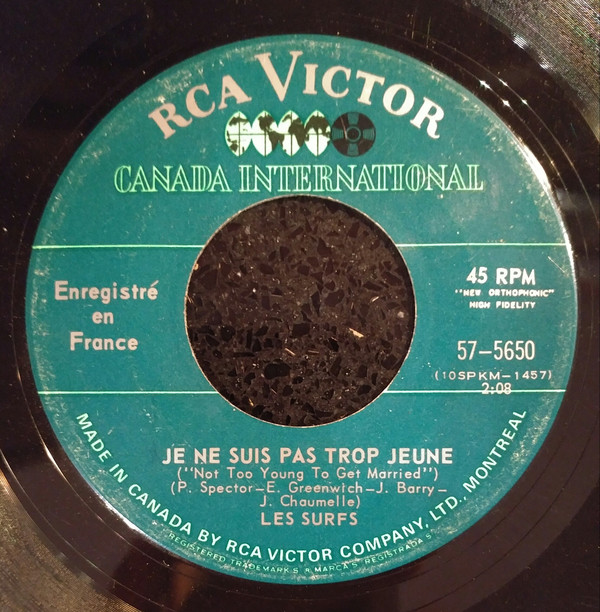 RCA VICTOR
CANADA INTERNATIONAL
Enregistré
en
France
45 RPM
"NEW ORTHOPHONIC"
HIGH FIDELITY
57-5650
(10SPKM-1457)
2:08
JE NE SUIS PAS TROP JEUNE
("Not Too Young To Get Married")
(P. Spector-E. Greenwich-J. Barry-
J. Chaumelle)
LES SURFS
MADE IN CANADA BY RCA VICTOR COMPANY, LTD., MONTREAL
REGISTERED TRADEMARKS & MARCAS REGISTRADAS